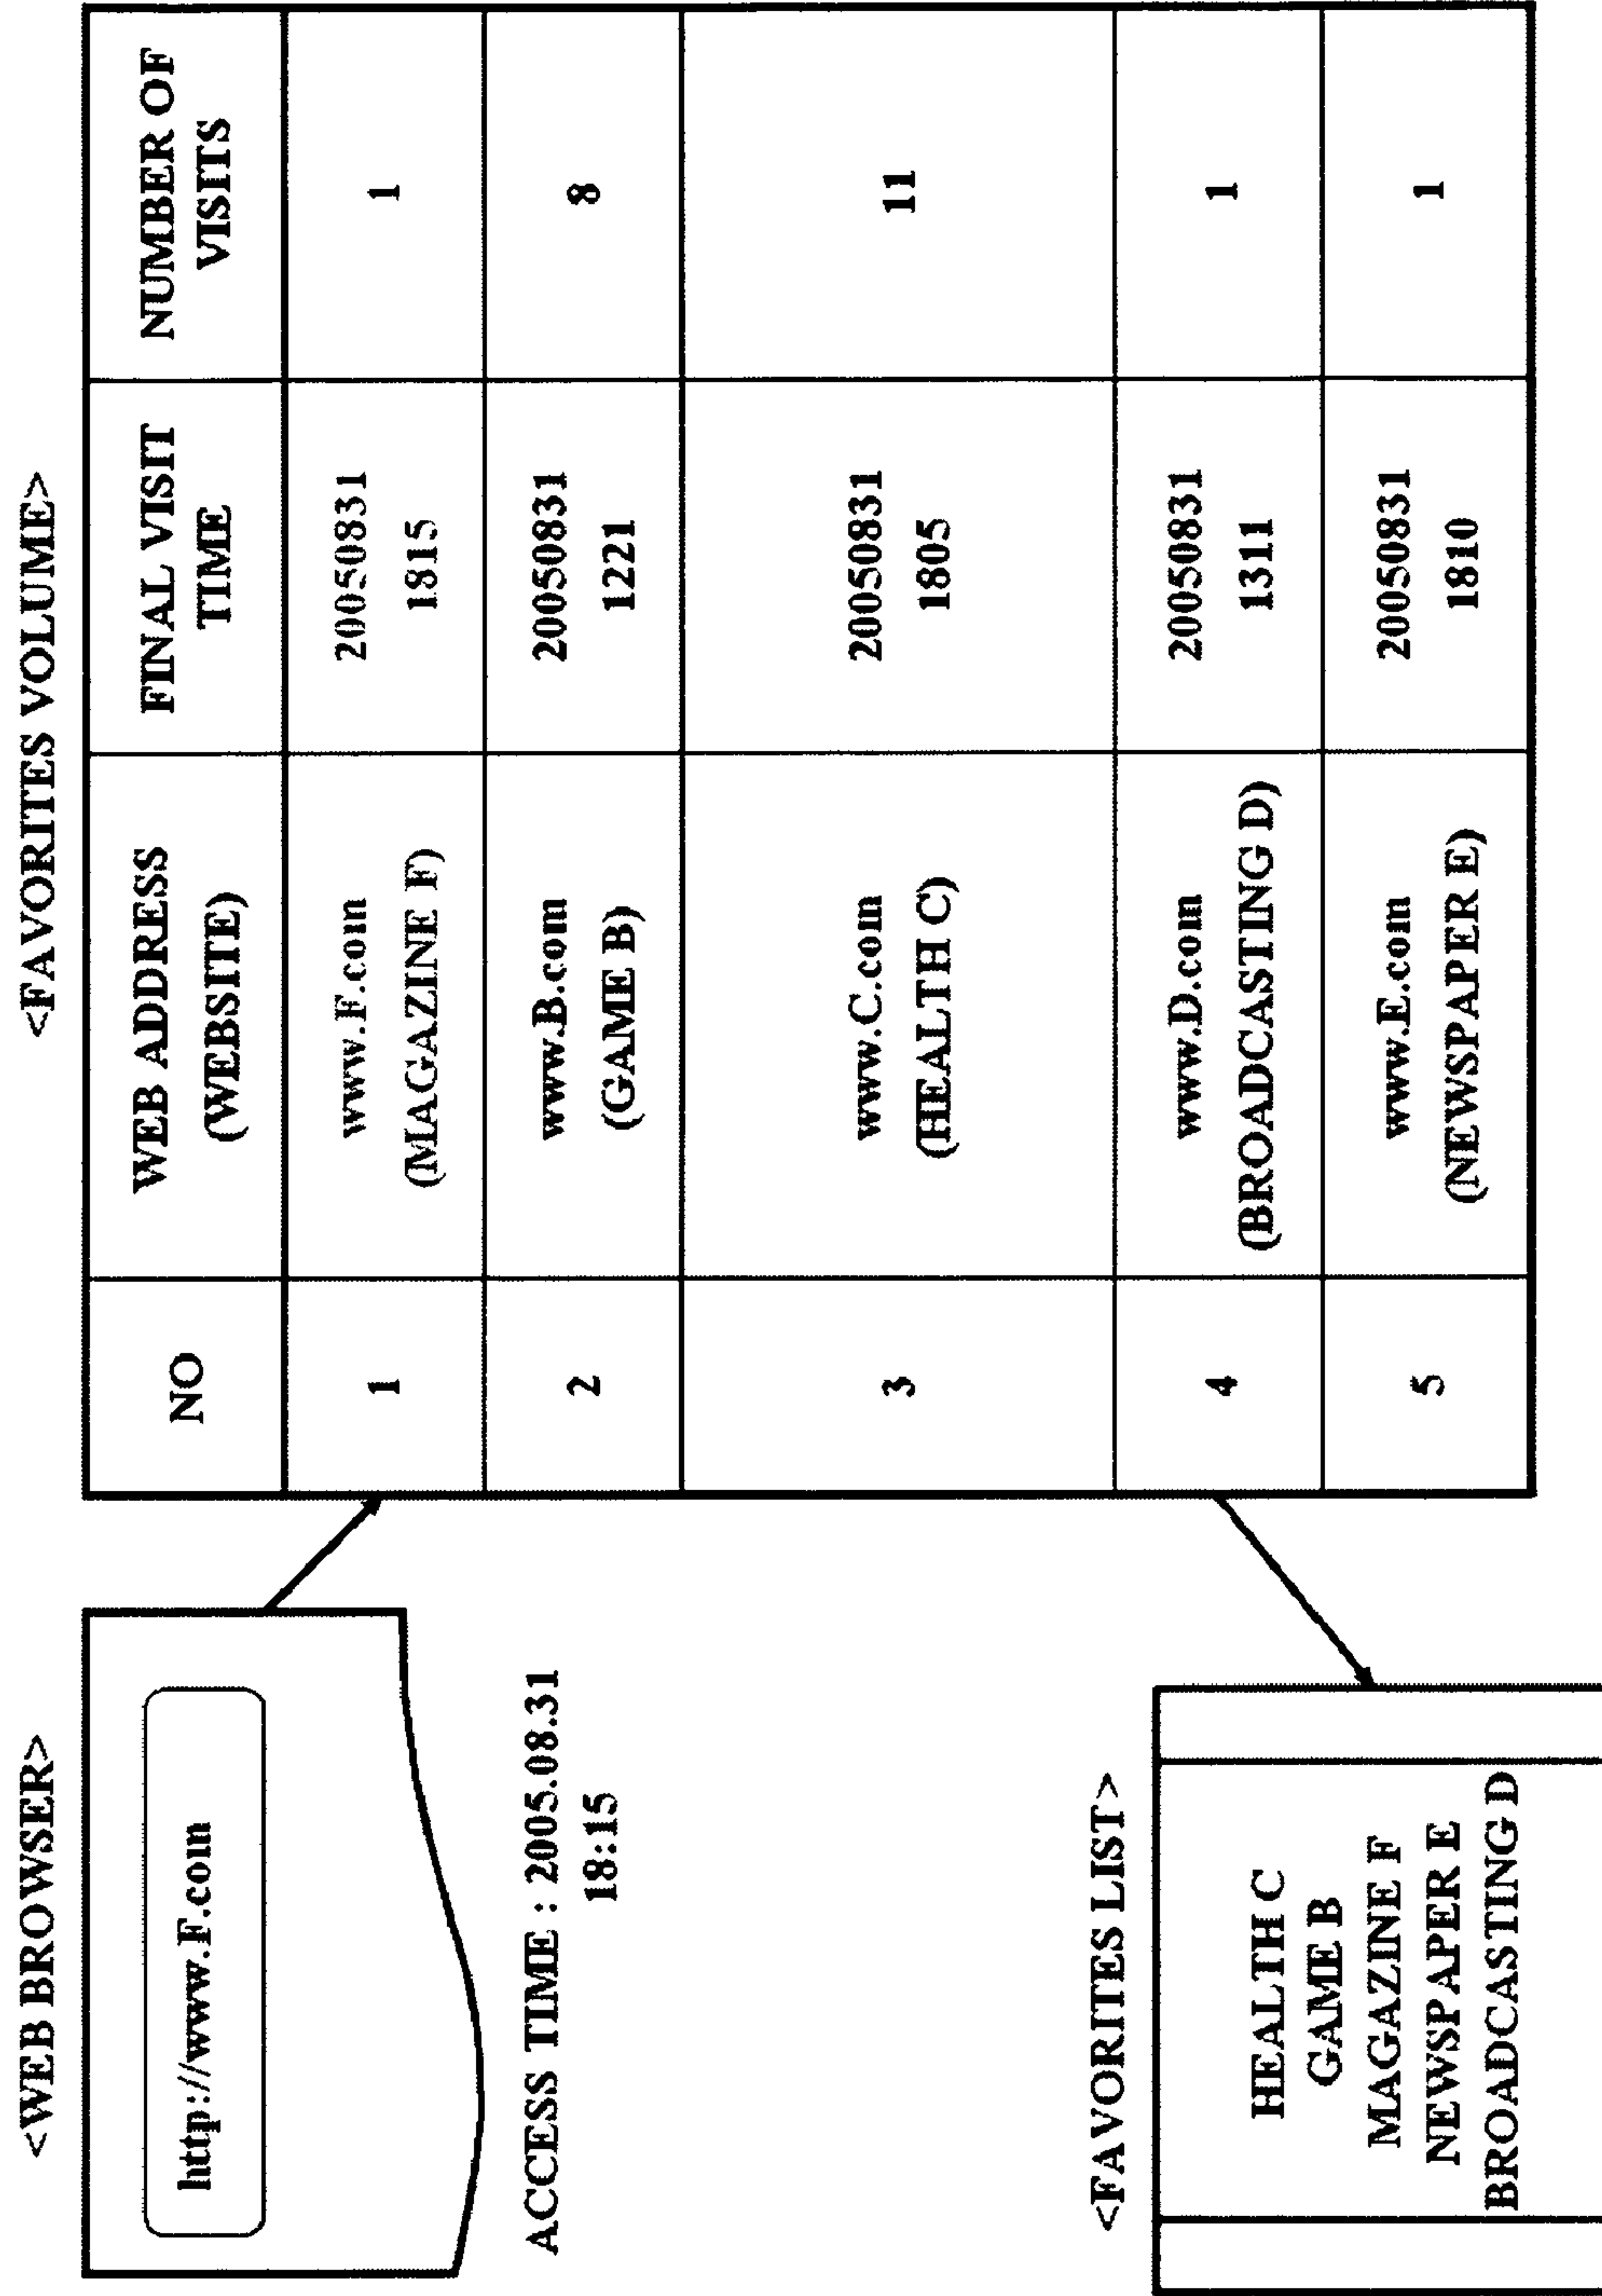 <WEB BROWSER>
http://www.F.com
ACCESS TIME : 2005.08.31
18:15
<FAVORITES LIST>
HEALTH C
GAME B
MAGAZINE F
NEWSPAPER E
BROADCASTING D
<FAVORITES VOLUME>
NO
WEB ADDRESS
(WEBSITE)
FINAL VISIT
TIME
NUMBER OF
VISITS
1
www.F.com
(MAGAZINE F)
20050831
1815
1
2
www.B.com
(GAME B)
20050831
1221
8
3
www.C.com
(HEALTH C)
20050831
1805
11
4
www.D.com
(BROADCASTING D)
20050831
1311
1
5
www.E.com
(NEWSPAPER E)
20050831
1810
1